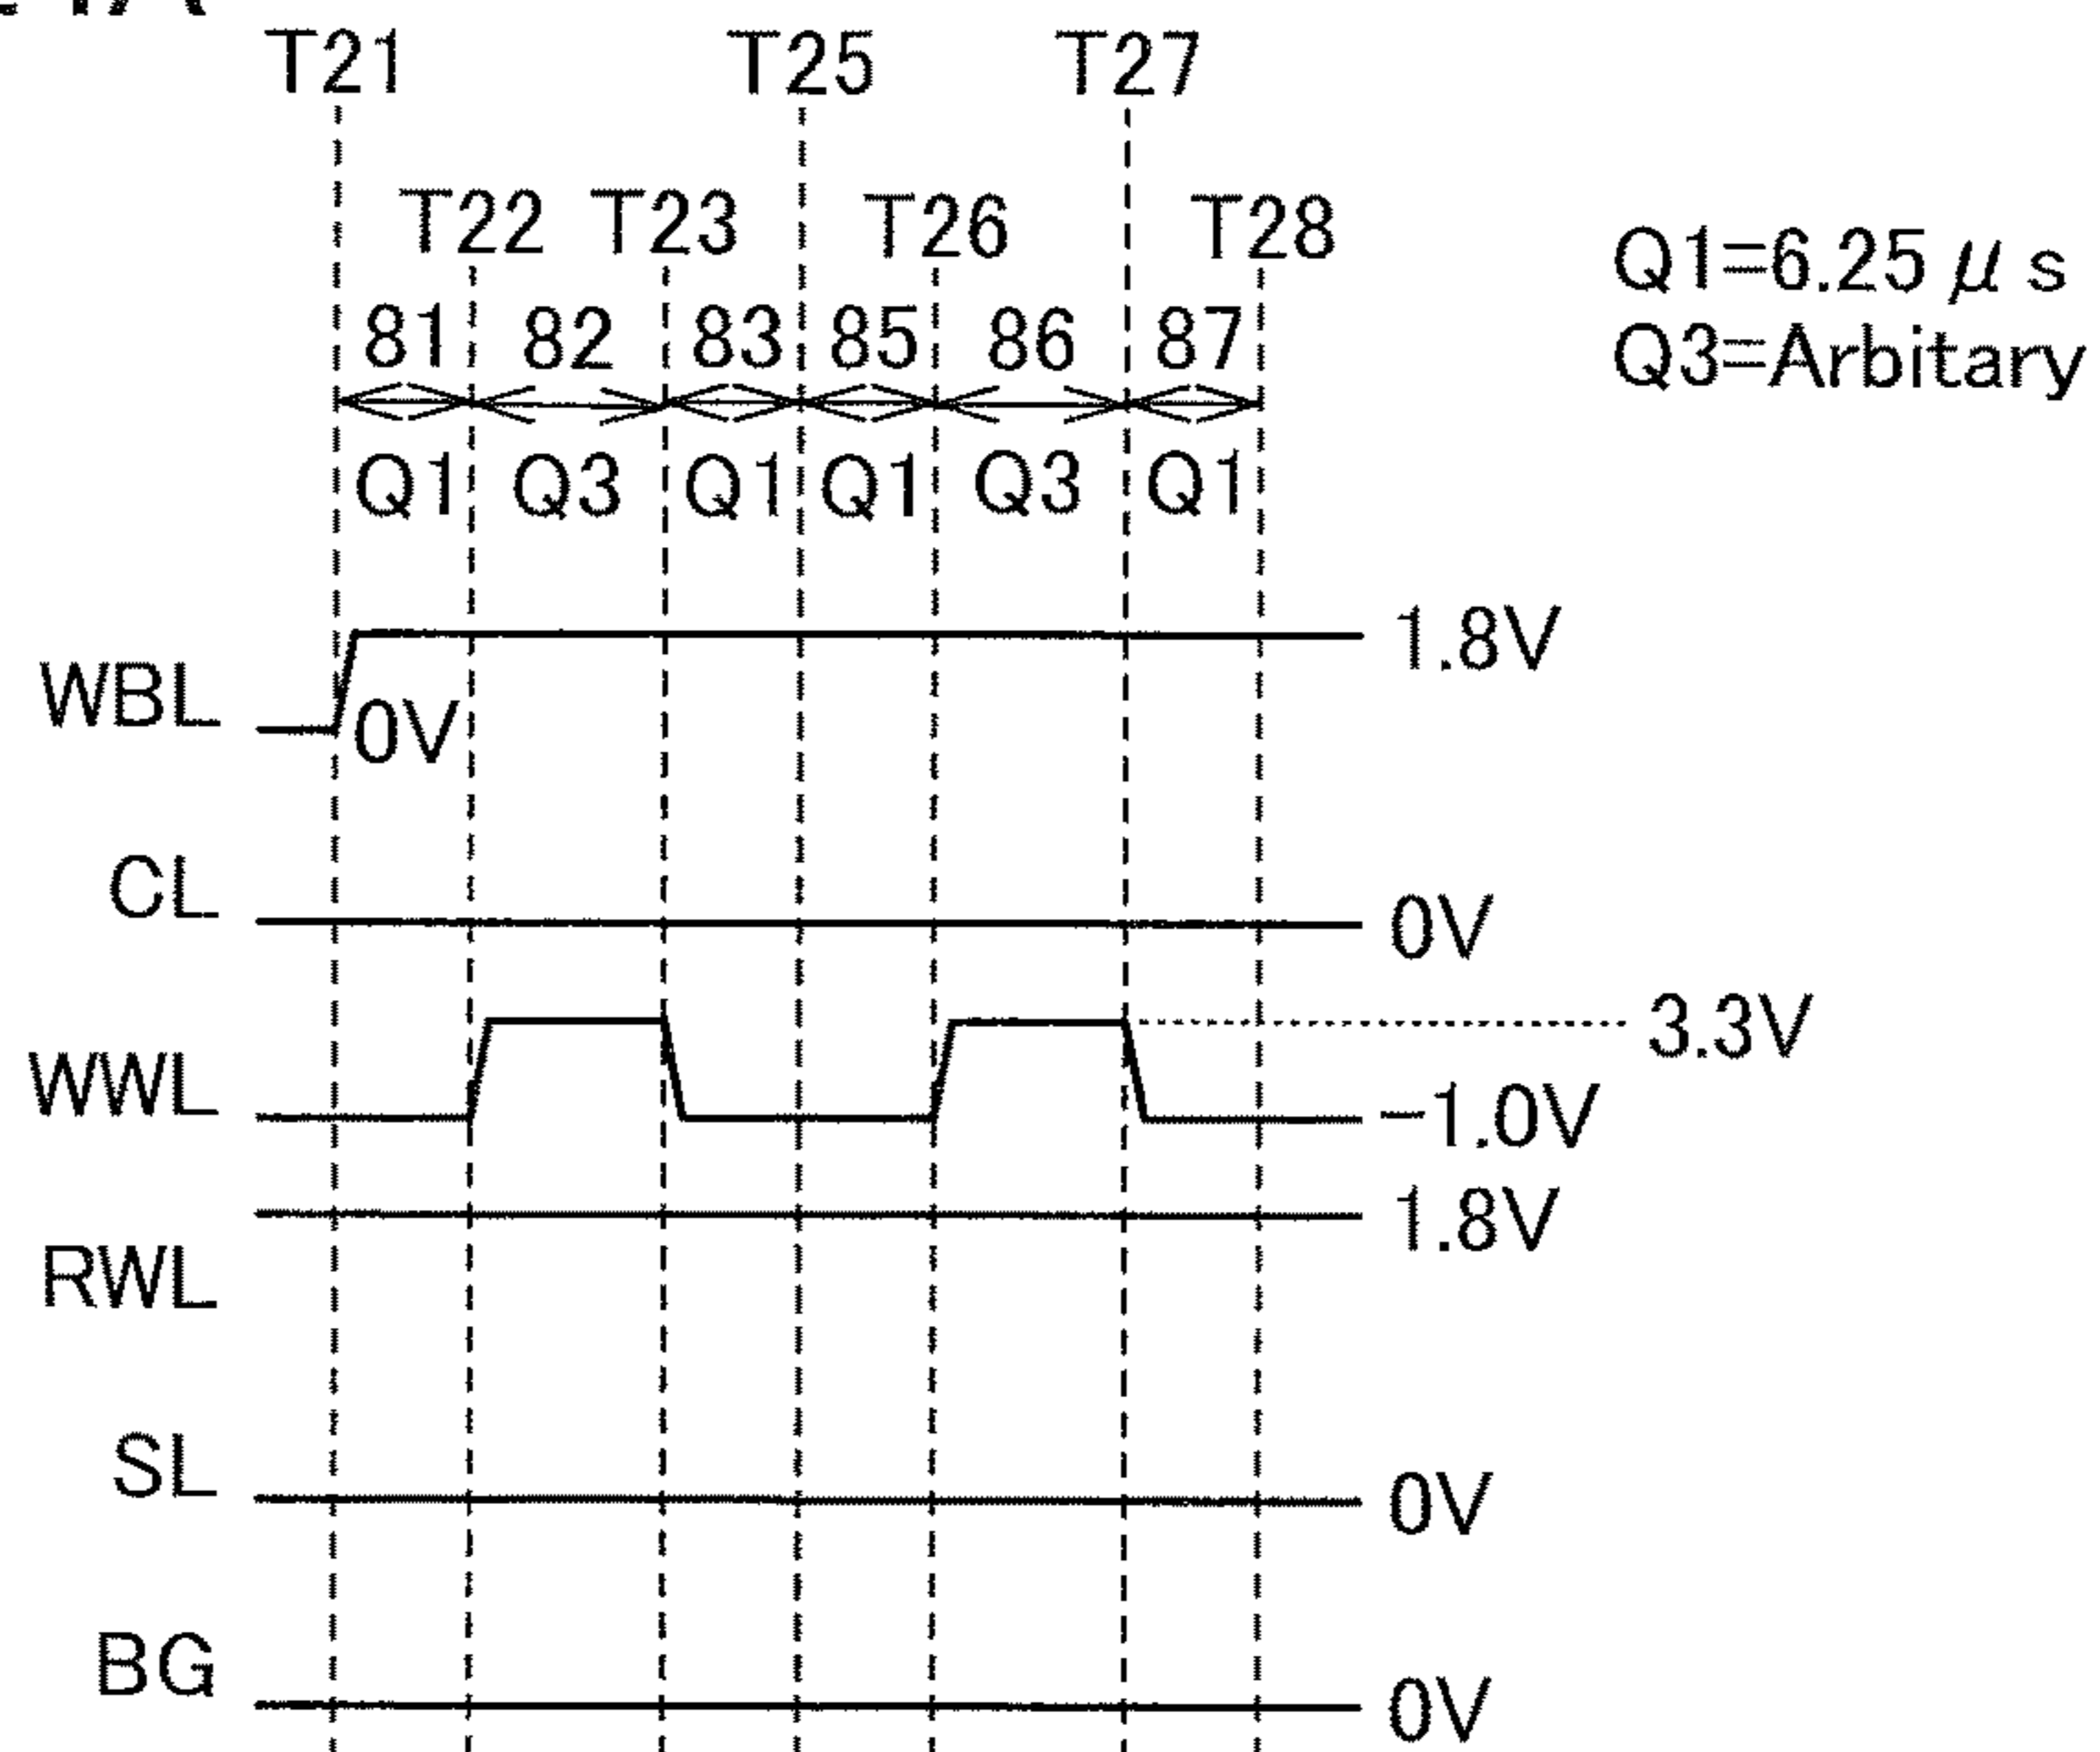 T21 T25 T27
T22 T23 T26 T28
Q1=6.25 μs
81 82 83 85 86 87
Q3=Arbitary
Q1 Q3 Q1 Q1 Q3 Q1
1.8V
WBL
0V
CL
0V
3.3V
WWL
-1.0V
1.8V
RWL
SL
0V
BG
0V